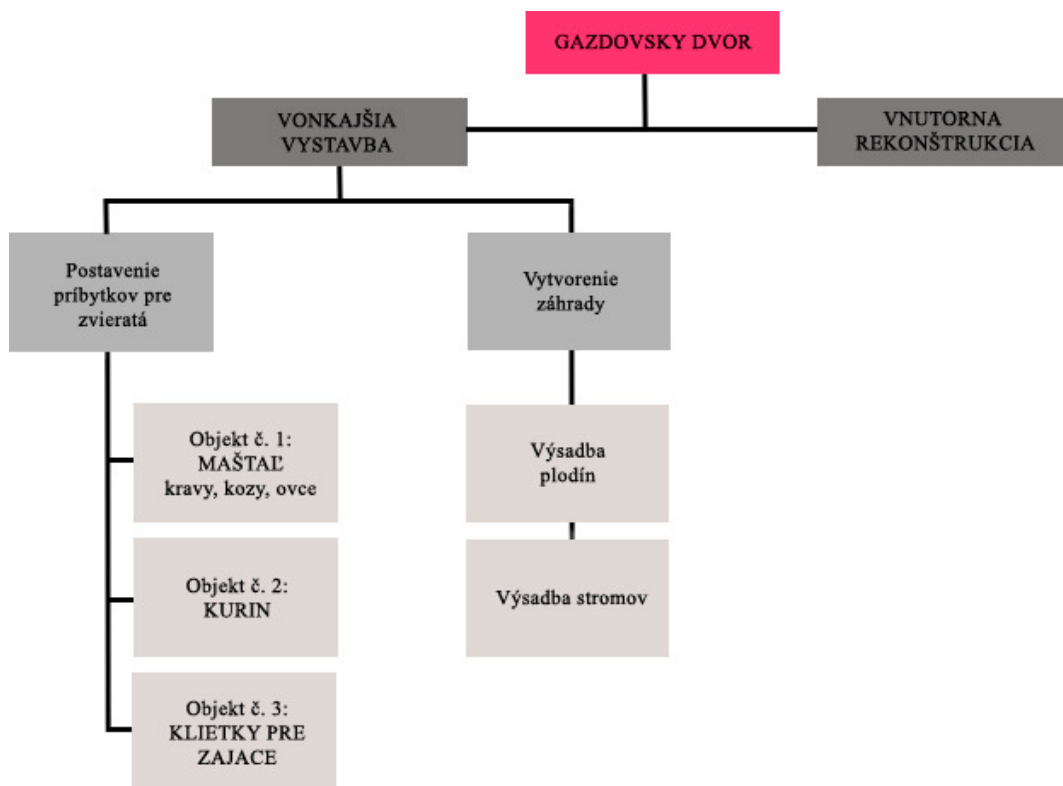 GAZDOVSKY DVOR
VONKAJŠIA
VYSTAVBA
VNUTORNA
REKONŠTRUKCIA
Postavenie
príbytkov pre
zvieratá
Vytvorenie
záhrady
Objekt č. 1:
MAŠTAĽ
kravy, kozy, ovce
Výsadba
plodín
Objekt č. 2:
KURIN
Výsadba stromov
Objekt č. 3:
KLIETKY PRE
ZAJACE